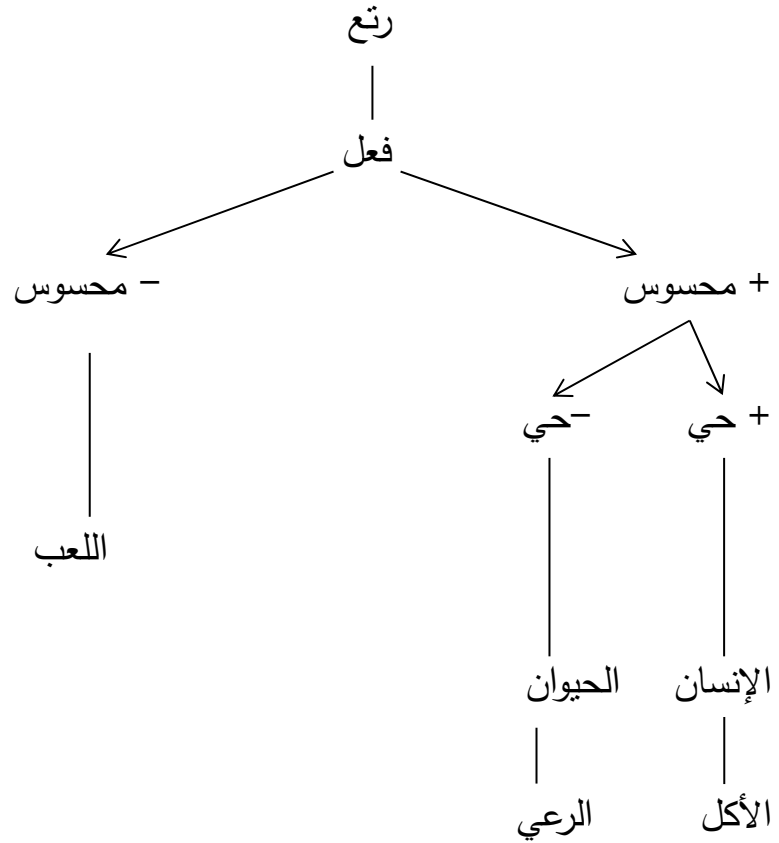 رتع
فعل
+ محسوس
− محسوس
+ حي
−حي
اللعب
الإنسان
الحيوان
الأكل
الرعي